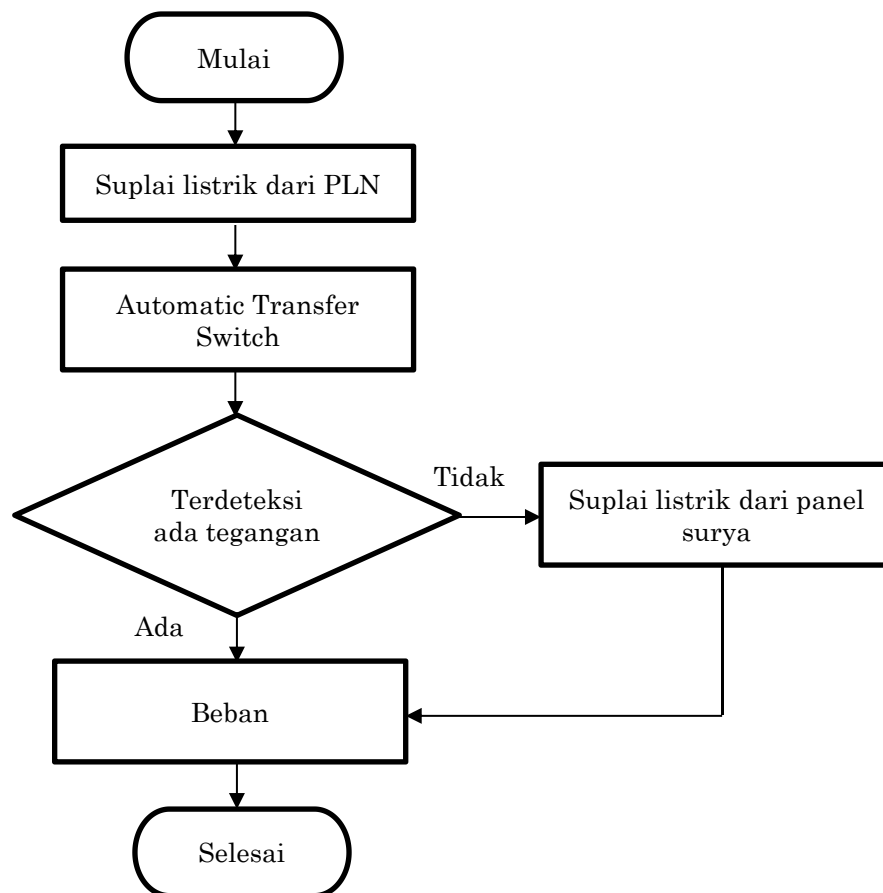 Mulai
Suplai listrik dari PLN
Automatic Transfer
Switch
Terdeteksi
ada tegangan
Tidak
Suplai listrik dari panel
surya
Ada
Beban
Selesai